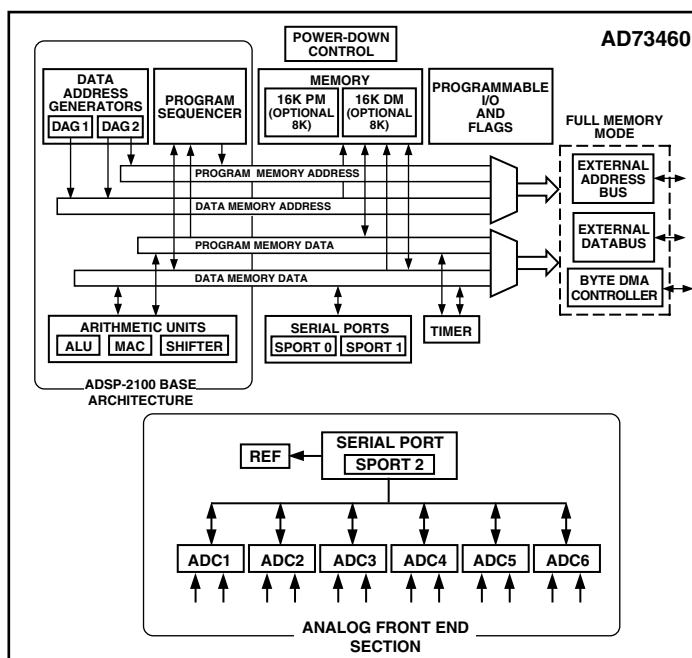 AD73460
POWER-DOWN
CONTROL
DATA
ADDRESS
GENERATORS
DAG 1
DAG 2
PROGRAM
SEQUENCER
MEMORY
16K PM
(OPTIONAL
8K)
16K DM
(OPTIONAL
8K)
PROGRAMMABLE
I/O
AND
FLAGS
FULL MEMORY
MODE
EXTERNAL
ADDRESS
BUS
EXTERNAL
DATABUS
BYTE DMA
CONTROLLER
PROGRAM MEMORY ADDRESS
DATA MEMORY ADDRESS
PROGRAM MEMORY DATA
DATA MEMORY DATA
ARITHMETIC UNITS
ALU
MAC
SHIFTER
SERIAL PORTS
SPORT 0
SPORT 1
TIMER
ADSP-2100 BASE
ARCHITECTURE
REF
SERIAL PORT
SPORT 2
ADC1
ADC2
ADC3
ADC4
ADC5
ADC6
ANALOG FRONT END
SECTION